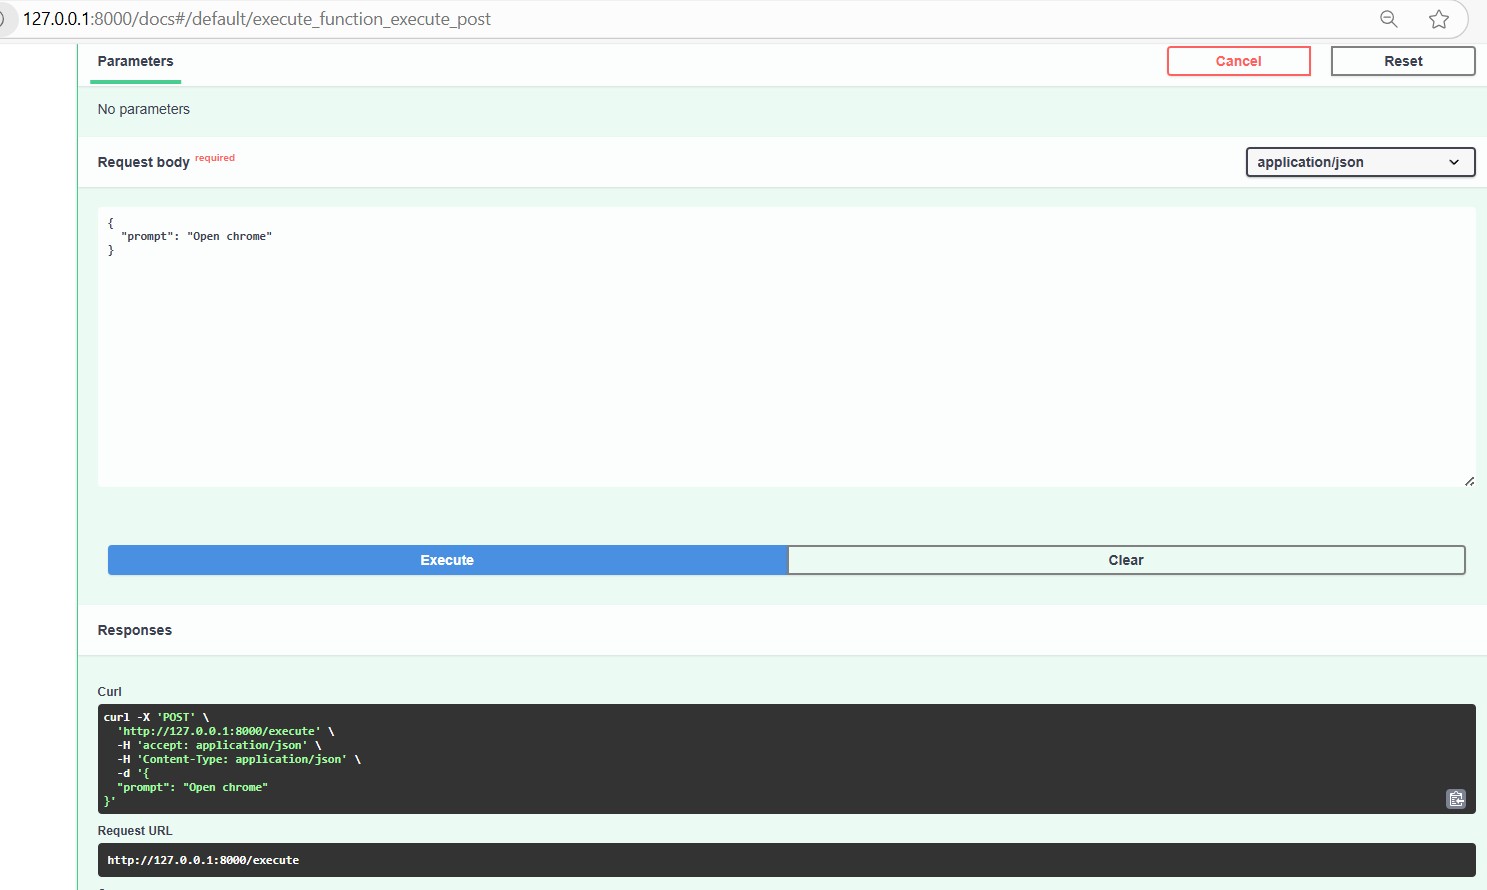 127.0.0.1:8000/docs#/default/execute_function_execute_post
Parameters
Cancel
Reset
No parameters
Request body required
application/json
{
  "prompt": "Open chrome"
}
Execute
Clear
Responses
Curl
curl -X 'POST' \
  'http://127.0.0.1:8000/execute' \
  -H 'accept: application/json' \
  -H 'Content-Type: application/json' \
  -d '{
  "prompt": "Open chrome"
}'
Request URL
http://127.0.0.1:8000/execute